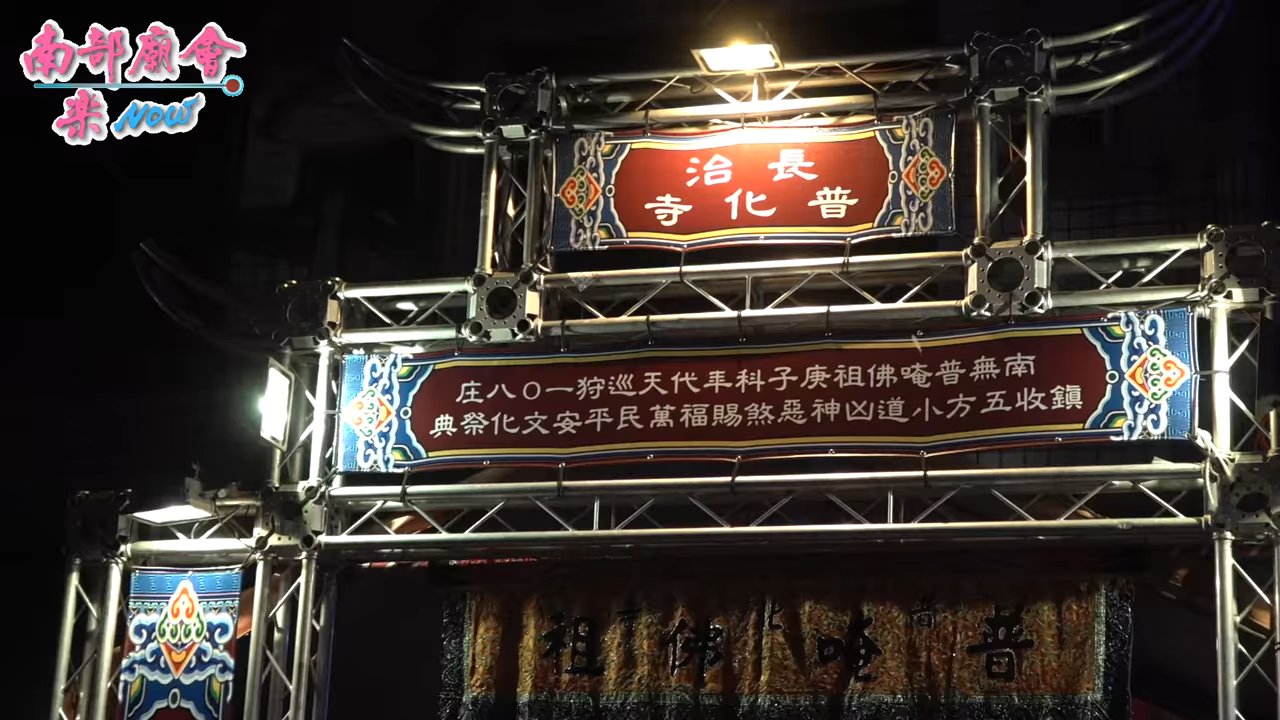 南部廟會
楽 NOW
長治
普化寺
南無普唵佛祖庚子科年代天巡狩一〇八庄
鎮收五方小道凶神惡煞賜福萬民平安文化祭典
普唵佛祖